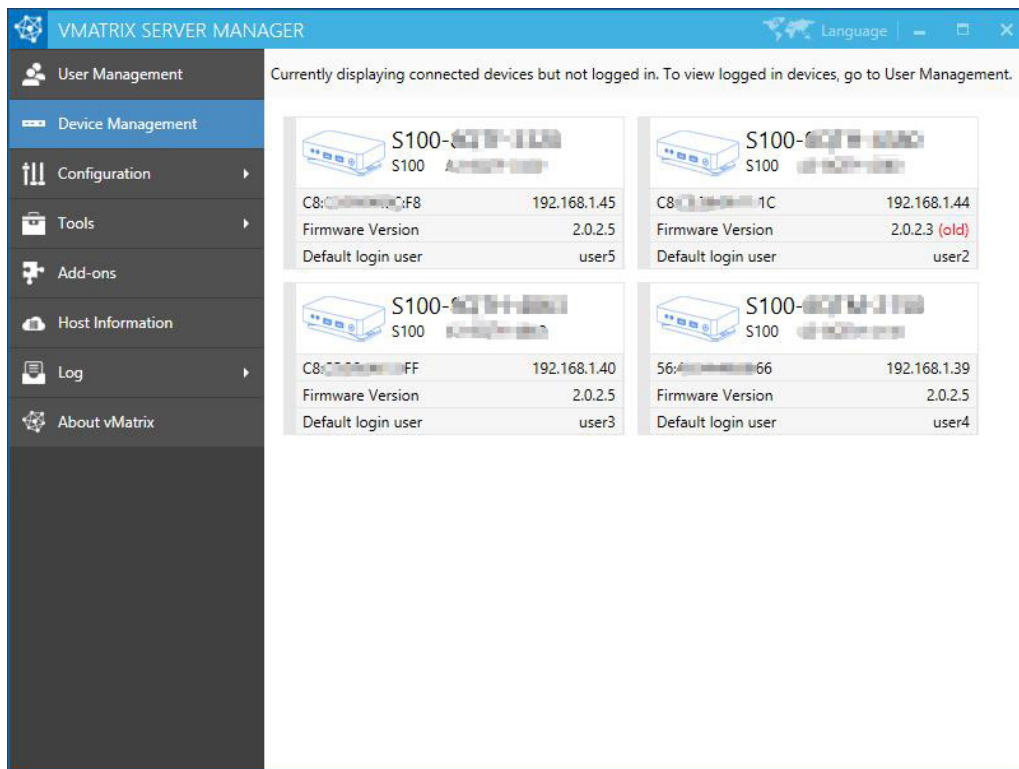 VMATRIX SERVER MANAGER
Language
User Management
Device Management
Configuration
Tools
Add-ons
Host Information
Log
About vMatrix
Currently displaying connected devices but not logged in. To view logged in devices, go to User Management.
S100-
S100
C8: :F8 192.168.1.45
Firmware Version 2.0.2.5
Default login user user5
S100-
S100
C8 1C 192.168.1.44
Firmware Version 2.0.2.3 (old)
Default login user user2
S100-
S100
C8: FF 192.168.1.40
Firmware Version 2.0.2.5
Default login user user3
S100-
S100
56: 66 192.168.1.39
Firmware Version 2.0.2.5
Default login user user4